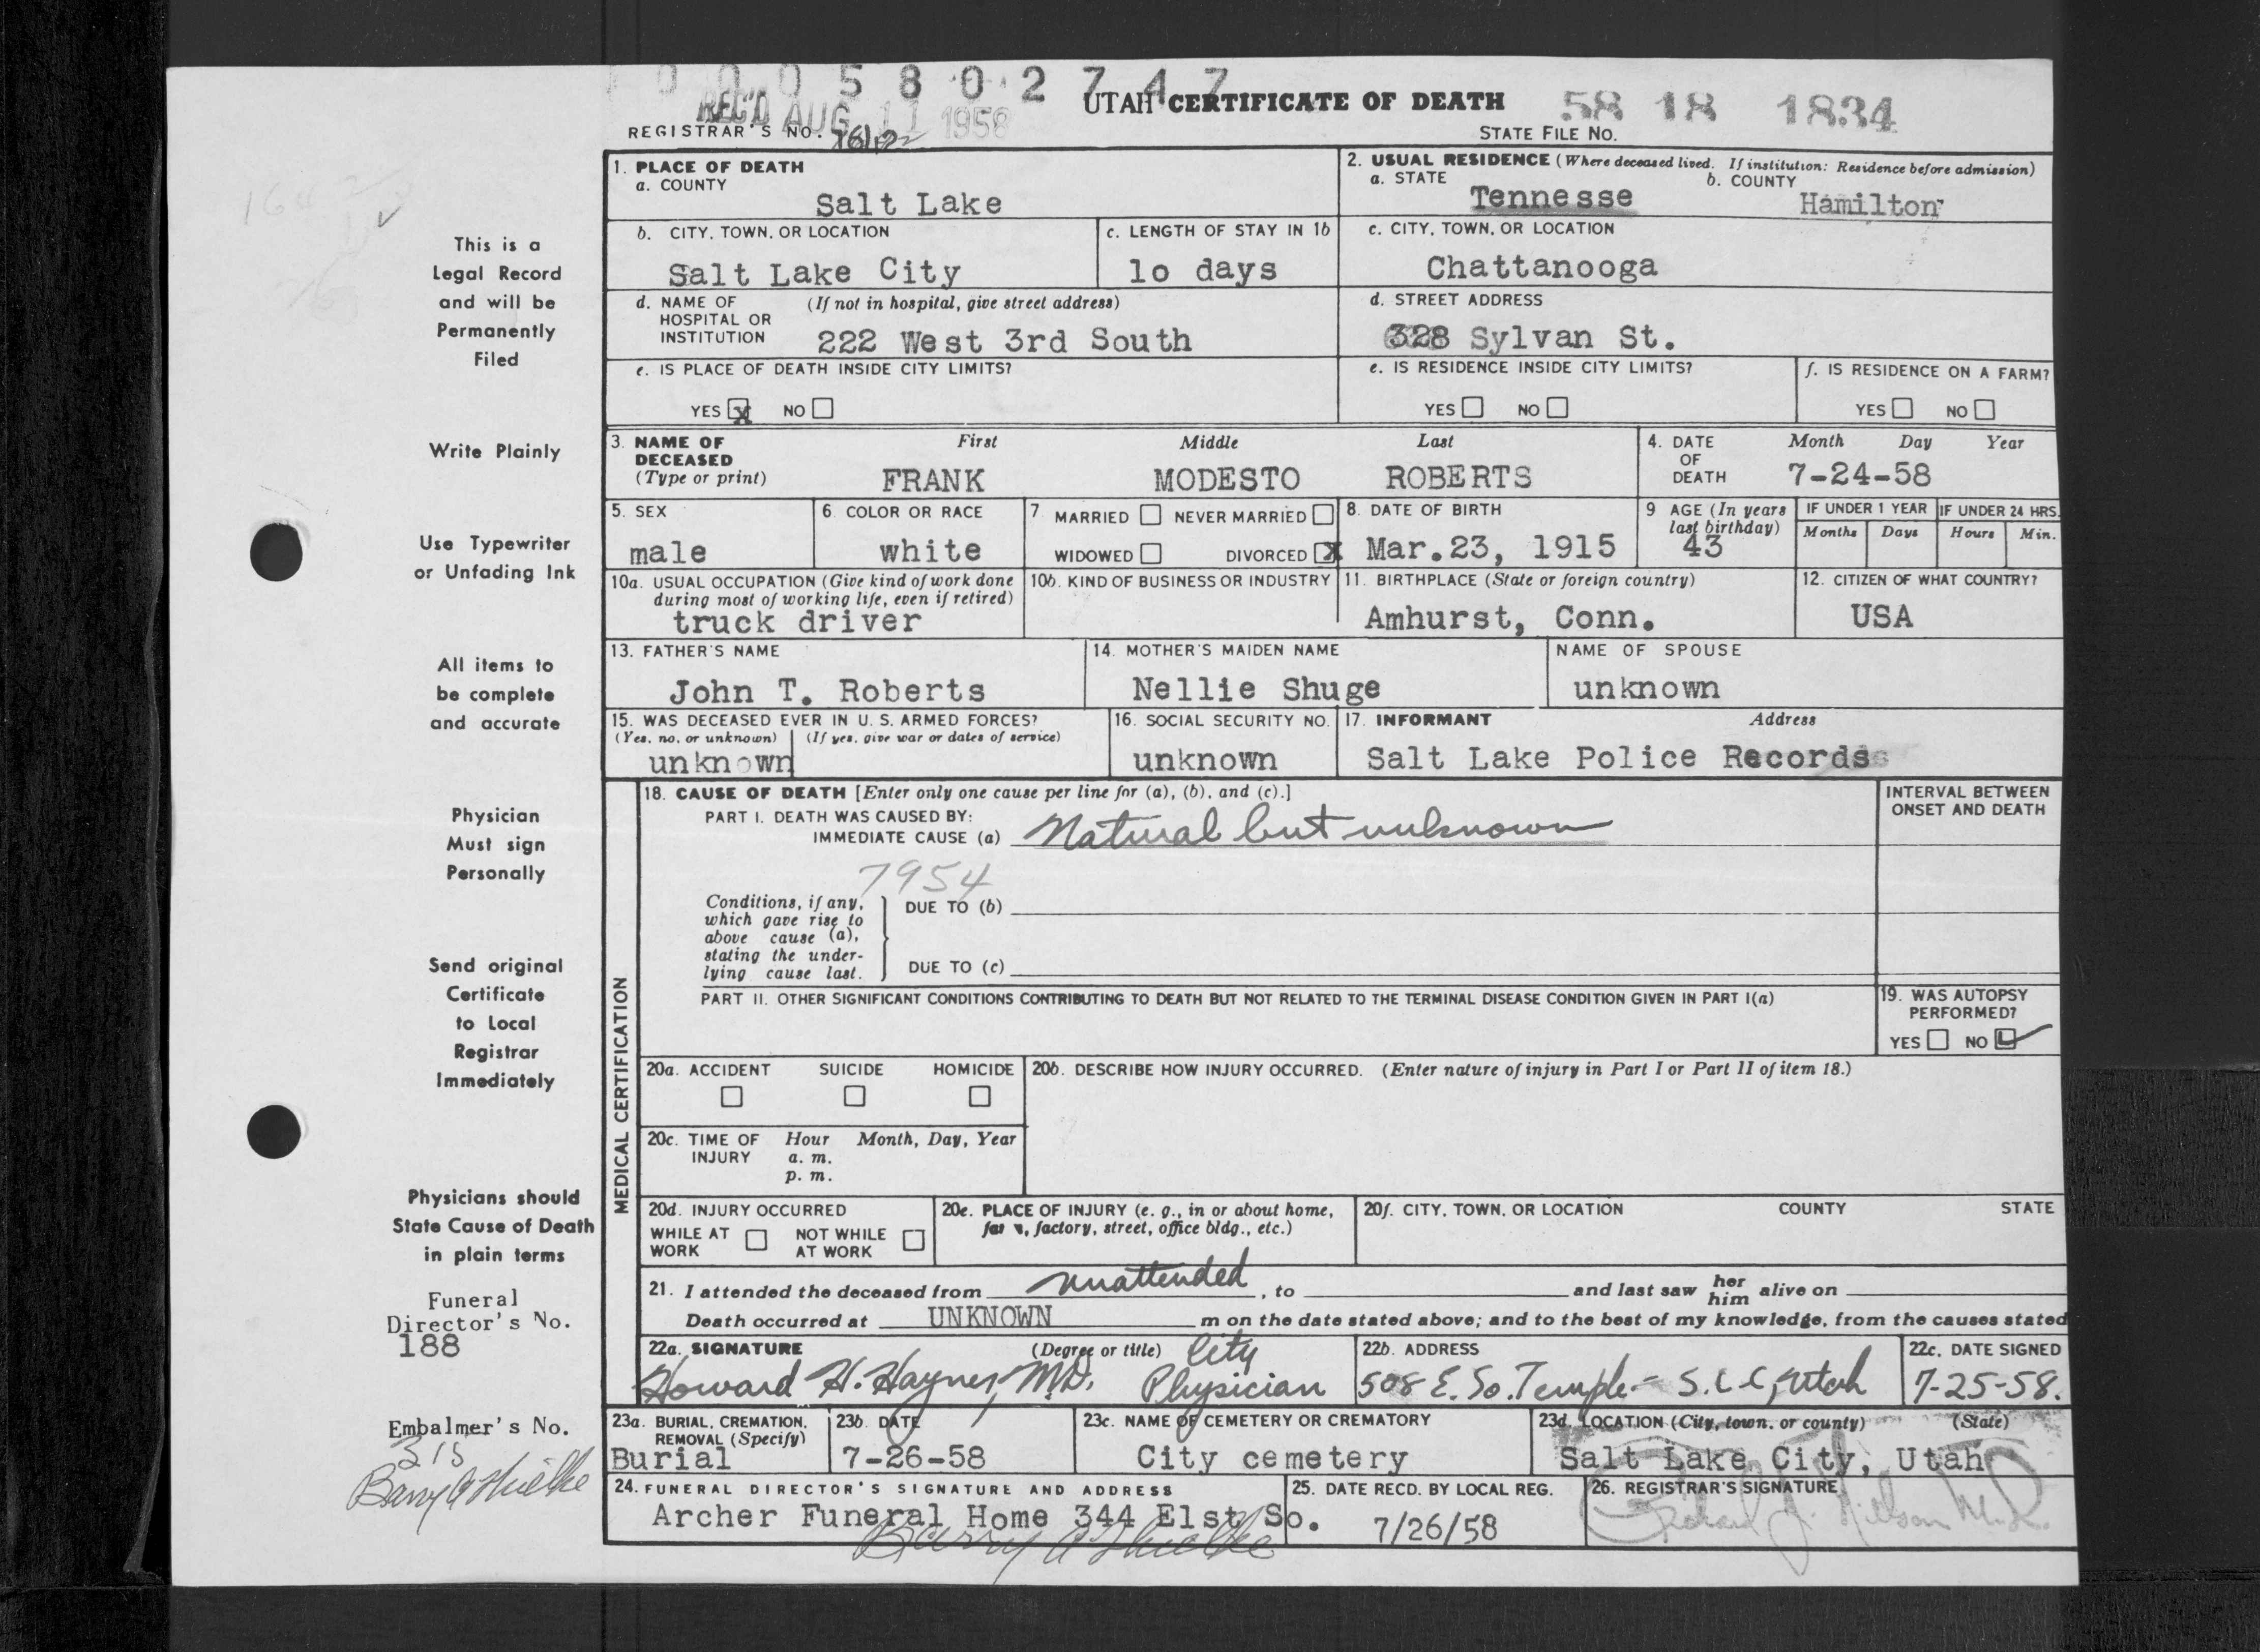 0 0 0 5 8 0 2 7 4 7
REC'D AUG 11 1958
UTAH CERTIFICATE OF DEATH
58 18 1834
REGISTRAR'S NO.
STATE FILE NO.
1. PLACE OF DEATH
a. COUNTY
Salt Lake
2. USUAL RESIDENCE (Where deceased lived. If institution: Residence before admission)
a. STATE
Tennesse
b. COUNTY
Hamilton
b. CITY, TOWN, OR LOCATION
Salt Lake City
c. LENGTH OF STAY IN 1b
lo days
c. CITY, TOWN, OR LOCATION
Chattanooga
d. NAME OF HOSPITAL OR INSTITUTION
(If not in hospital, give street address)
222 West 3rd South
d. STREET ADDRESS
328 Sylvan St.
e. IS PLACE OF DEATH INSIDE CITY LIMITS?
YES X NO
e. IS RESIDENCE INSIDE CITY LIMITS?
YES NO
f. IS RESIDENCE ON A FARM?
YES NO
3. NAME OF DECEASED
(Type or print)
First Middle Last
FRANK MODESTO ROBERTS
4. DATE OF DEATH
Month Day Year
7-24-58
5. SEX
male
6. COLOR OR RACE
white
7 MARRIED NEVER MARRIED
WIDOWED DIVORCED X
8. DATE OF BIRTH
Mar.23, 1915
9 AGE (In years last birthday)
43
IF UNDER 1 YEAR
Months Days
IF UNDER 24 HRS.
Hours Min.
10a. USUAL OCCUPATION (Give kind of work done during most of working life, even if retired)
truck driver
10b. KIND OF BUSINESS OR INDUSTRY
11. BIRTHPLACE (State or foreign country)
Amhurst, Conn.
12. CITIZEN OF WHAT COUNTRY?
USA
13. FATHER'S NAME
John T. Roberts
14. MOTHER'S MAIDEN NAME
Nellie Shuge
NAME OF SPOUSE
unknown
15. WAS DECEASED EVER IN U. S. ARMED FORCES?
(Yes, no, or unknown) (If yes, give war or dates of service)
unknown
16. SOCIAL SECURITY NO.
unknown
17. INFORMANT Address
Salt Lake Police Records
MEDICAL CERTIFICATION
18. CAUSE OF DEATH [Enter only one cause per line for (a), (b), and (c).]
INTERVAL BETWEEN ONSET AND DEATH
PART I. DEATH WAS CAUSED BY:
IMMEDIATE CAUSE (a) Natural but unknown
7954
Conditions, if any, which gave rise to above cause (a), stating the underlying cause last.
DUE TO (b)
DUE TO (c)
PART II. OTHER SIGNIFICANT CONDITIONS CONTRIBUTING TO DEATH BUT NOT RELATED TO THE TERMINAL DISEASE CONDITION GIVEN IN PART I(a)
19. WAS AUTOPSY PERFORMED?
YES NO ✓
20a. ACCIDENT SUICIDE HOMICIDE
20b. DESCRIBE HOW INJURY OCCURRED. (Enter nature of injury in Part I or Part II of item 18.)
20c. TIME OF INJURY
Hour Month, Day, Year
a. m.
p. m.
20d. INJURY OCCURRED
WHILE AT WORK NOT WHILE AT WORK
20e. PLACE OF INJURY (e. g., in or about home, farm, factory, street, office bldg., etc.)
20f. CITY, TOWN, OR LOCATION COUNTY STATE
21. I attended the deceased from unattended, to and last saw her him alive on
Death occurred at UNKNOWN m on the date stated above; and to the best of my knowledge, from the causes stated
22a. SIGNATURE (Degree or title)
Howard H. Haynes, M.D. City Physician
22b. ADDRESS
508 E. So. Temple - S.L.C, Utah
22c. DATE SIGNED
7-25-58.
23a. BURIAL, CREMATION, REMOVAL (Specify)
Burial
23b. DATE
7-26-58
23c. NAME OF CEMETERY OR CREMATORY
City cemetery
23d. LOCATION (City, town, or county) (State)
Salt Lake City, Utah
24. FUNERAL DIRECTOR'S SIGNATURE AND ADDRESS
Archer Funeral Home 344 E1st So.
25. DATE RECD. BY LOCAL REG.
7/26/58
26. REGISTRAR'S SIGNATURE
This is a
Legal Record
and will be
Permanently
Filed
Write Plainly
Use Typewriter
or Unfading Ink
All items to
be complete
and accurate
Physician
Must sign
Personally
Send original
Certificate
to Local
Registrar
Immediately
Physicians should
State Cause of Death
in plain terms
Funeral
Director's No.
188
Embalmer's No.
315